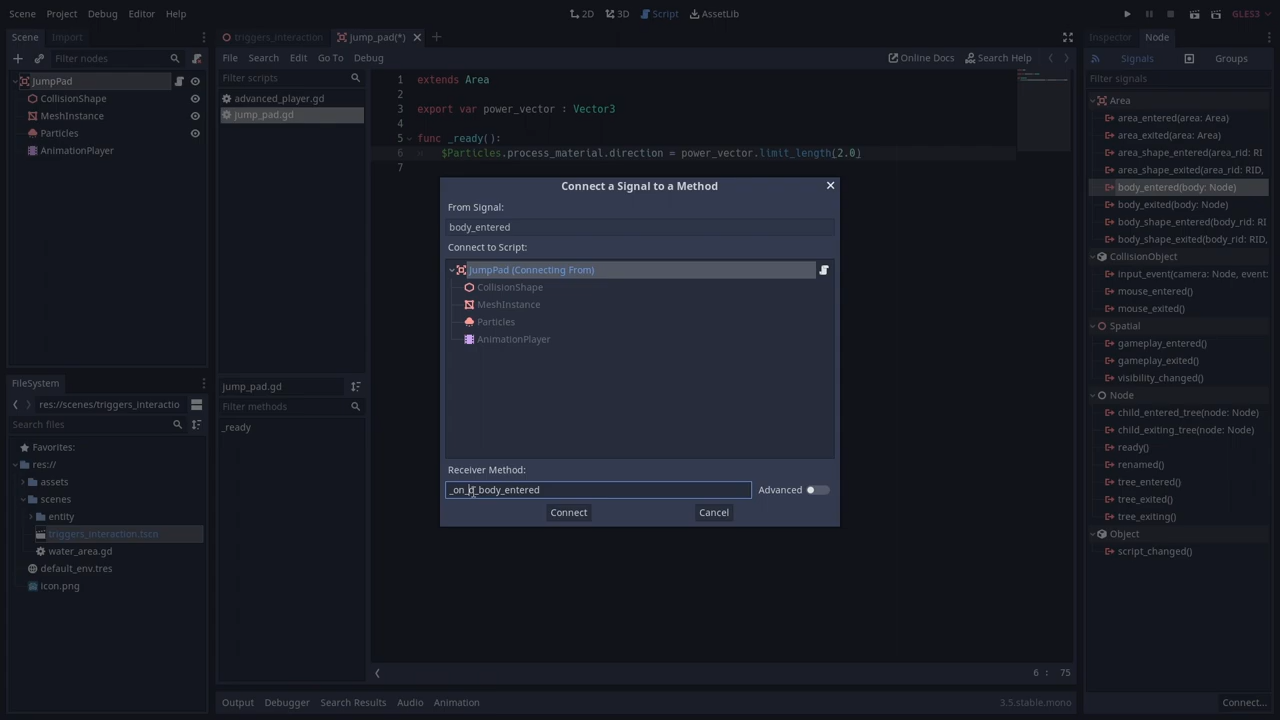 Scene Project Debug Editor Help
2D 3D Script AssetLib
GLES3
Scene Import
Filter nodes
JumpPad
CollisionShape
MeshInstance
Particles
AnimationPlayer
triggers_interaction jump_pad(*)
File Search Edit Go To Debug
Online Docs Search Help
Filter scripts
advanced_player.gd
jump_pad.gd
1 extends Area
2
3 export var power_vector : Vector3
4
5 func _ready():
6 $Particles.process_material.direction = power_vector.limit_length(2.0)
7
Connect a Signal to a Method
From Signal:
body_entered
Connect to Script:
JumpPad (Connecting From)
CollisionShape
MeshInstance
Particles
AnimationPlayer
Receiver Method:
Advanced
Connect Cancel
jump_pad.gd
Filter methods
_ready
6 : 75
FileSystem
res://scenes/triggers_interactio
Search files
Favorites:
res://
assets
scenes
entity
triggers_interaction.tscn
water_area.gd
default_env.tres
icon.png
Output Debugger Search Results Audio Animation
3.5.stable.mono
Inspector Node
Signals Groups
Filter signals
Area
area_entered(area: Area)
area_exited(area: Area)
area_shape_entered(area_rid: RI
area_shape_exited(area_rid: RID,
body_entered(body: Node)
body_exited(body: Node)
body_shape_entered(body_rid: RI
body_shape_exited(body_rid: RID,
CollisionObject
input_event(camera: Node, event:
mouse_entered()
mouse_exited()
Spatial
gameplay_entered()
gameplay_exited()
visibility_changed()
Node
child_entered_tree(node: Node)
child_exiting_tree(node: Node)
ready()
renamed()
tree_entered()
tree_exited()
tree_exiting()
Object
script_changed()
Connect...